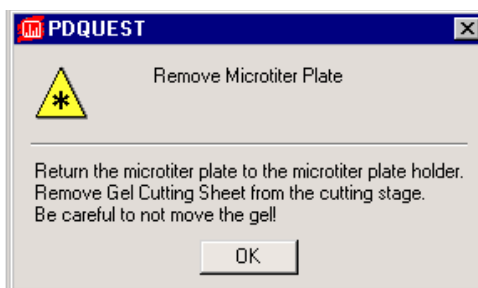 PDQUEST
Remove Microtiter Plate
Return the microtiter plate to the microtiter plate holder.
Remove Gel Cutting Sheet from the cutting stage.
Be careful to not move the gel!
OK